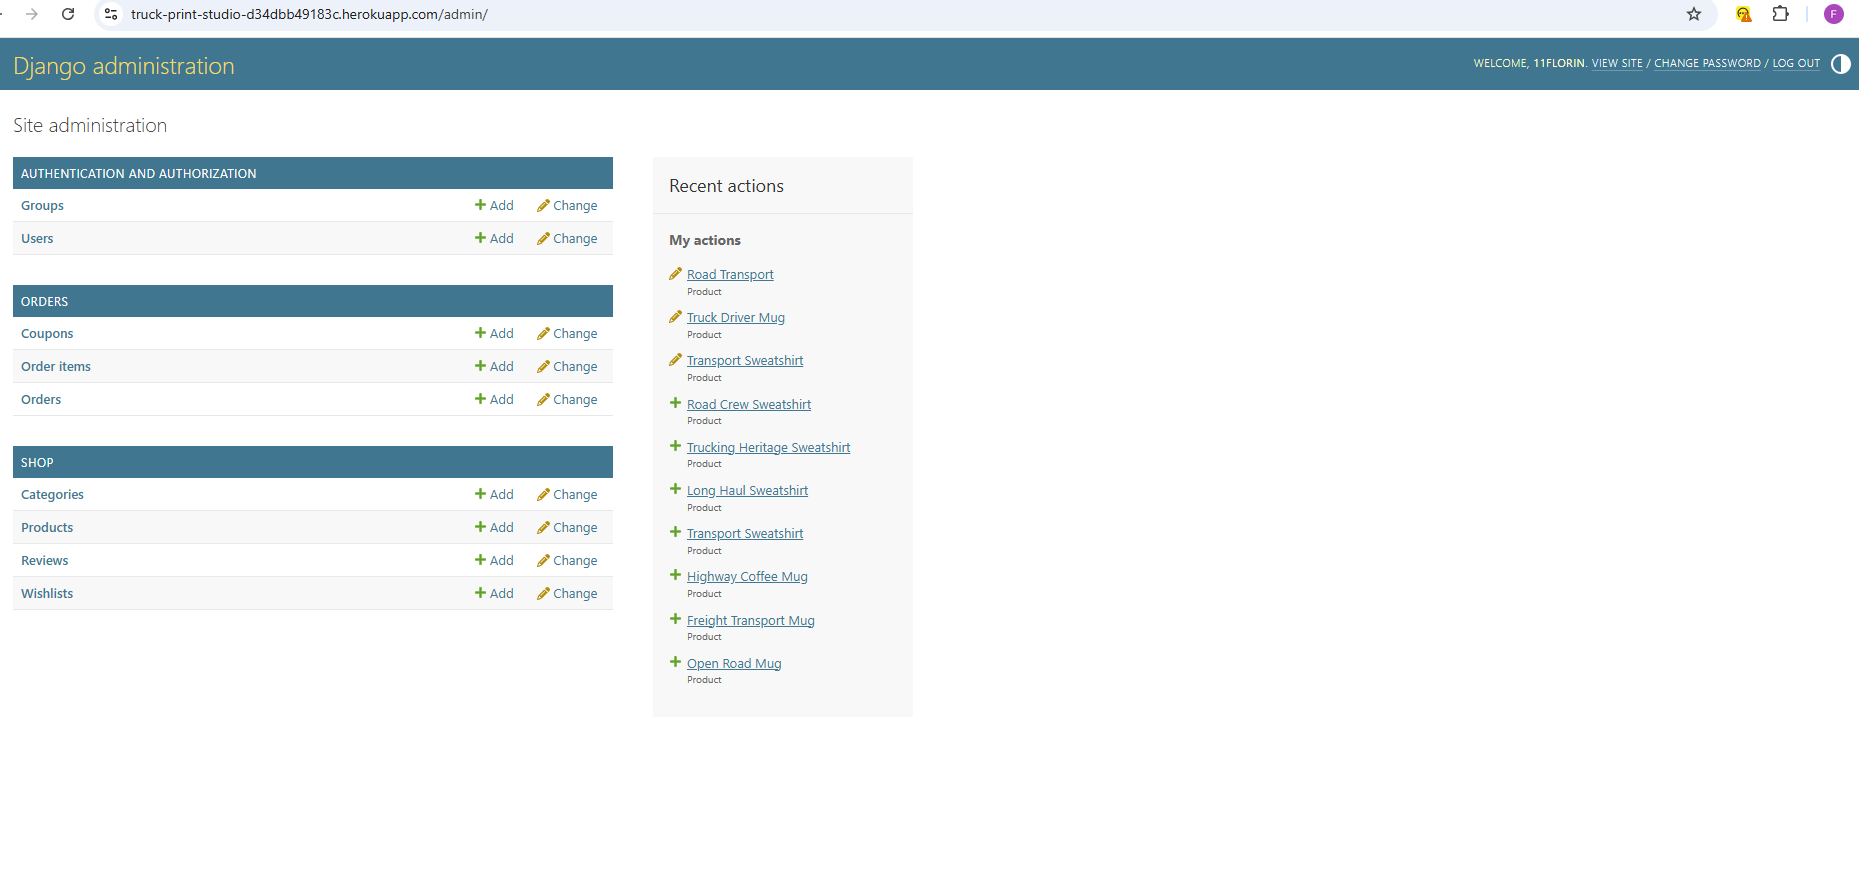 truck-print-studio-d34dbb49183c.herokuapp.com/admin/
F
Django administration
WELCOME, 11FLORIN. VIEW SITE / CHANGE PASSWORD / LOG OUT
Site administration
AUTHENTICATION AND AUTHORIZATION
Groups Add Change
Users Add Change
ORDERS
Coupons Add Change
Order items Add Change
Orders Add Change
SHOP
Categories Add Change
Products Add Change
Reviews Add Change
Wishlists Add Change
Recent actions
My actions
Road Transport
Product
Truck Driver Mug
Product
Transport Sweatshirt
Product
Road Crew Sweatshirt
Product
Trucking Heritage Sweatshirt
Product
Long Haul Sweatshirt
Product
Transport Sweatshirt
Product
Highway Coffee Mug
Product
Freight Transport Mug
Product
Open Road Mug
Product